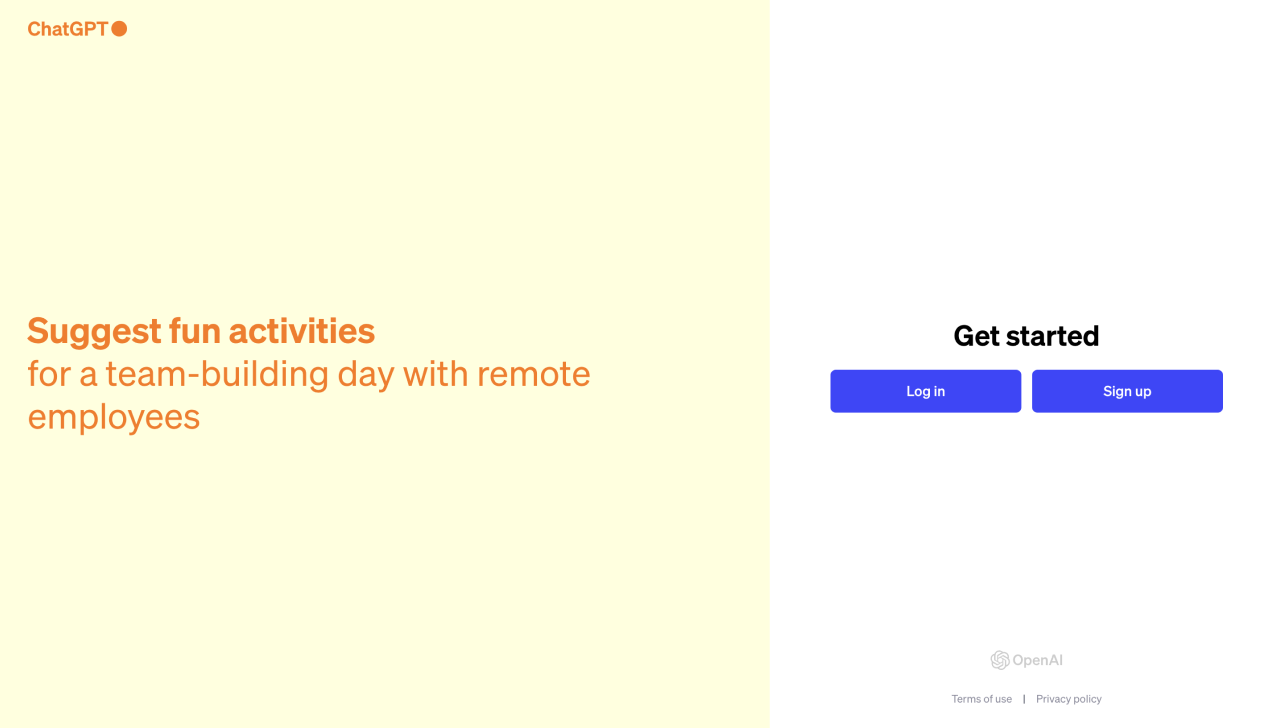 ChatGPT
Suggest fun activities
for a team-building day with remote
employees
Get started
Log in
Sign up
OpenAI
Terms of use | Privacy policy